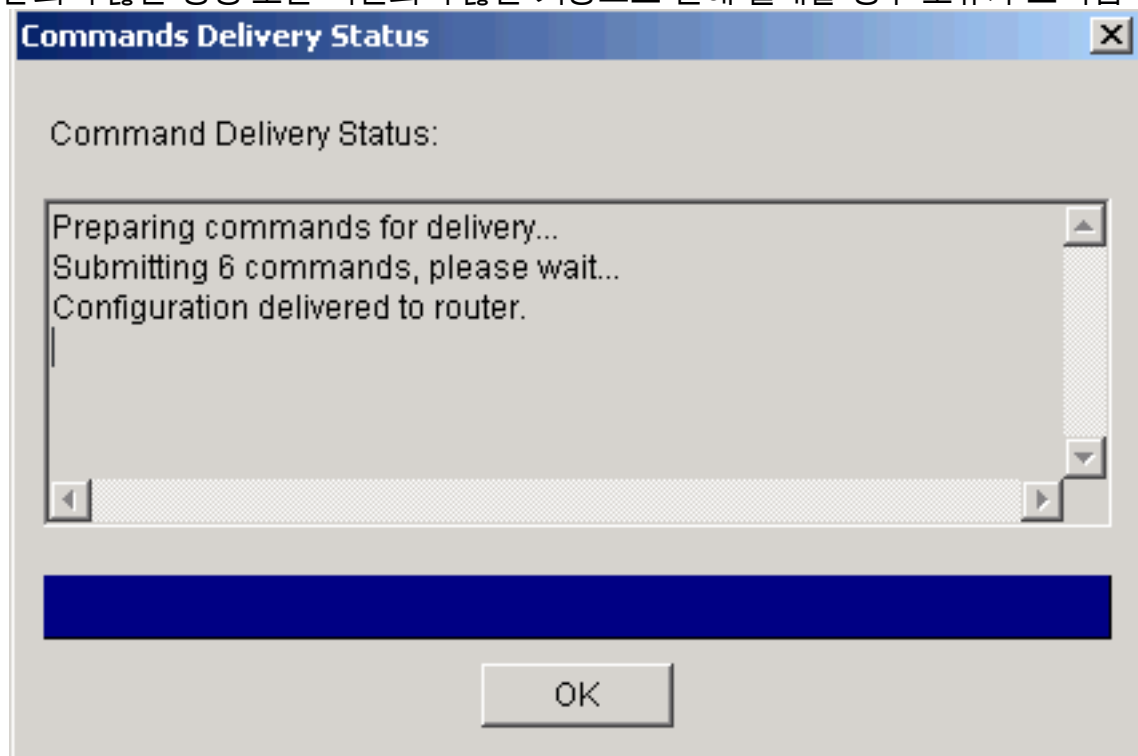 Commands Delivery Status
Command Delivery Status:
Preparing commands for delivery...
Submitting 6 commands, please wait...
Configuration delivered to router.
OK